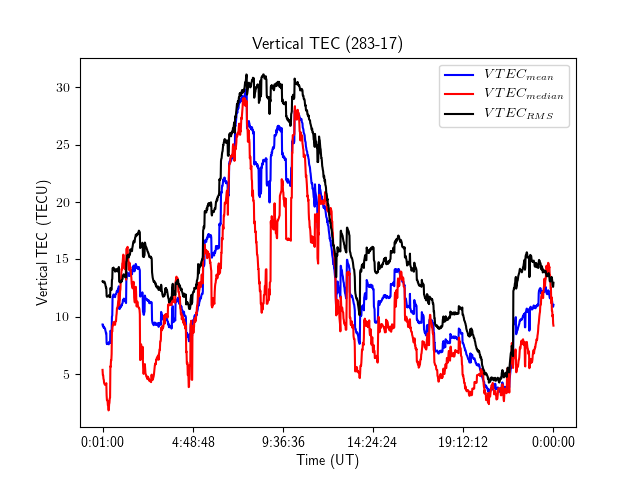 Vertical TEC (283-17)
VTEC_mean
VTEC_median
VTEC_RMS
30
25
20
15
10
5
Vertical TEC (TECU)
0:01:00 4:48:48 9:36:36 14:24:24 19:12:12 0:00:00
Time (UT)